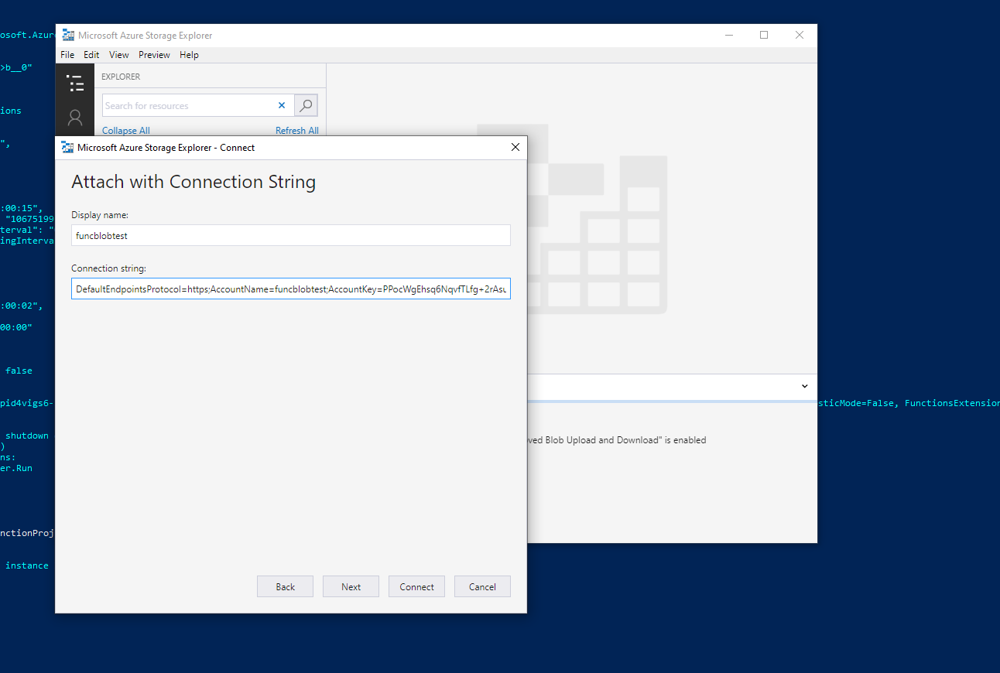 osoft.Azure
Microsoft Azure Storage Explorer
File Edit View Preview Help
>b__0"
EXPLORER
Search for resources
ions
Collapse All Refresh All
",
Microsoft Azure Storage Explorer - Connect
Attach with Connection String
:00:15",
Display name:
"10675199
terval": "
funcblobtest
ingInterva
Connection string:
DefaultEndpointsProtocol=https;AccountName=funcblobtest;AccountKey=PPocWgEhsq6NqvfTLfg+2rAsu
:00:02",
00:00"
false
pid4vigs6- sticMode=False, FunctionsExtension
shutdown
ved Blob Upload and Download" is enabled
)
ns:
er.Run
nctionProj
instance
Back Next Connect Cancel